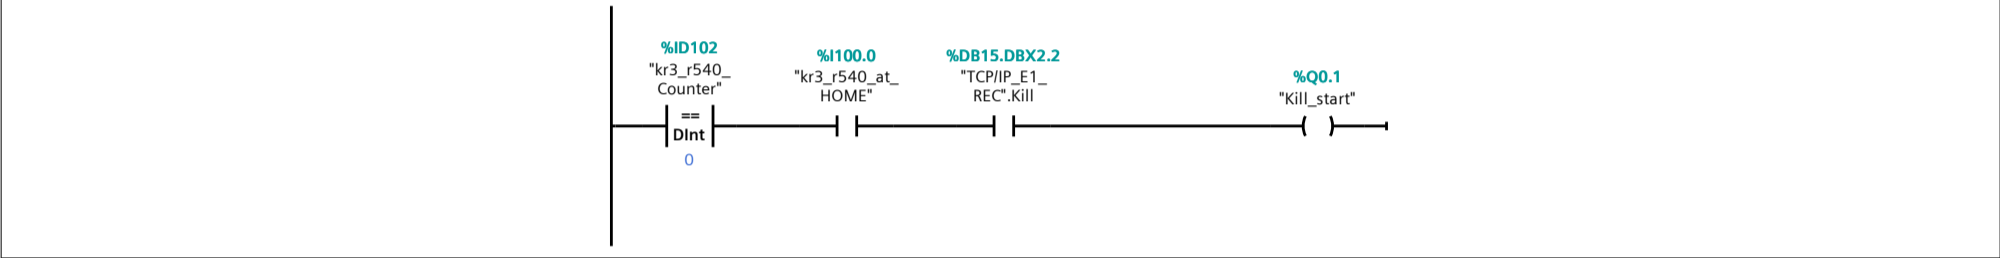 %ID102
"kr3_r540_
Counter"
==
DInt
0
%I100.0
"kr3_r540_at_
HOME"
%DB15.DBX2.2
"TCP/IP_E1_
REC".Kill
%Q0.1
"Kill_start"